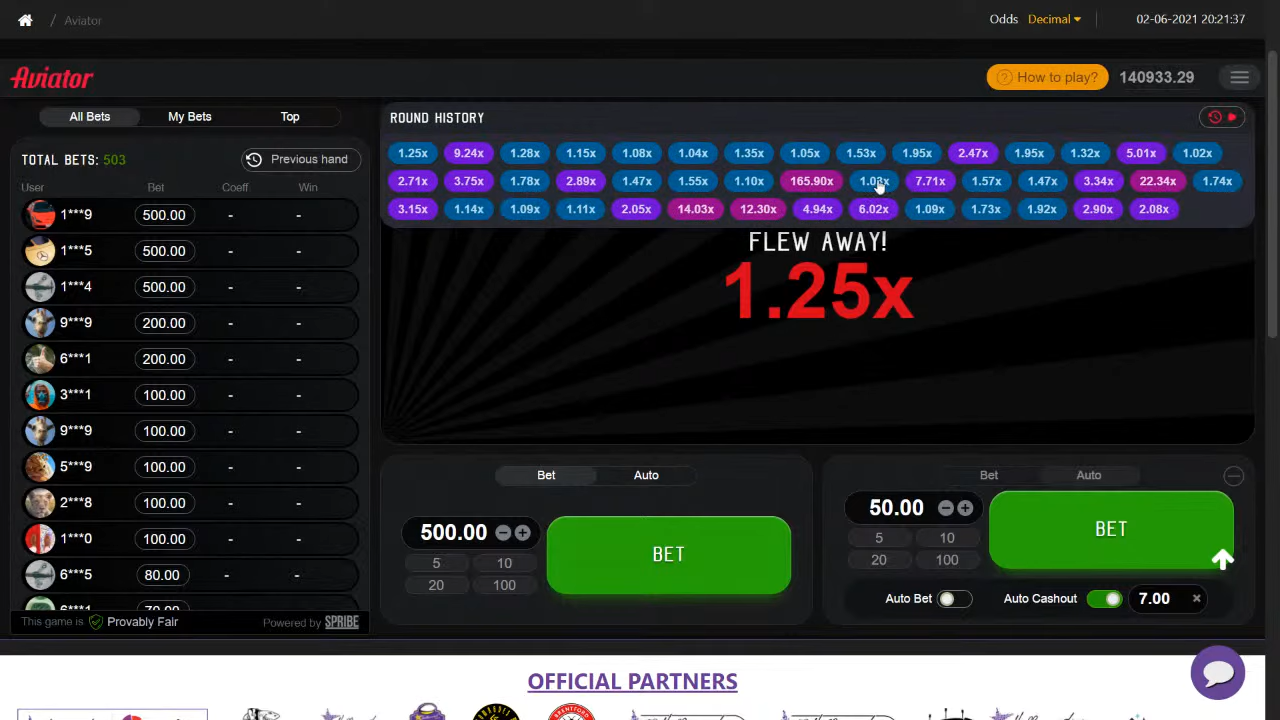 / Aviator
Odds Decimal
02-06-2021 20:21:37
Aviator
? How to play?
140933.29
All Bets My Bets Top
TOTAL BETS: 503
Previous hand
User Bet Coeff Win
1***9 500.00 - -
1***5 500.00 - -
1***4 500.00 - -
9***9 200.00 - -
6***1 200.00 - -
3***1 100.00 - -
9***9 100.00 - -
5***9 100.00 - -
2***8 100.00 - -
1***0 100.00 - -
6***5 80.00 - -
6***1 70.00
This game is Provably Fair
Powered by SPRIBE
ROUND HISTORY
1.25x 9.24x 1.28x 1.15x 1.08x 1.04x 1.35x 1.05x 1.53x 1.95x 2.47x 1.95x 1.32x 5.01x 1.02x
2.71x 3.75x 1.78x 2.89x 1.47x 1.55x 1.10x 165.90x 7.71x 1.57x 1.47x 3.34x 22.34x 1.74x
3.15x 1.14x 1.09x 1.11x 2.05x 14.03x 12.30x 4.94x 6.02x 1.09x 1.73x 1.92x 2.90x 2.08x
FLEW AWAY!
1.25x
Bet Auto
500.00
5 10
20 100
BET
Bet Auto
50.00
5 10
20 100
BET
Auto Bet
Auto Cashout
7.00 ×
OFFICIAL PARTNERS
BRENTFORD